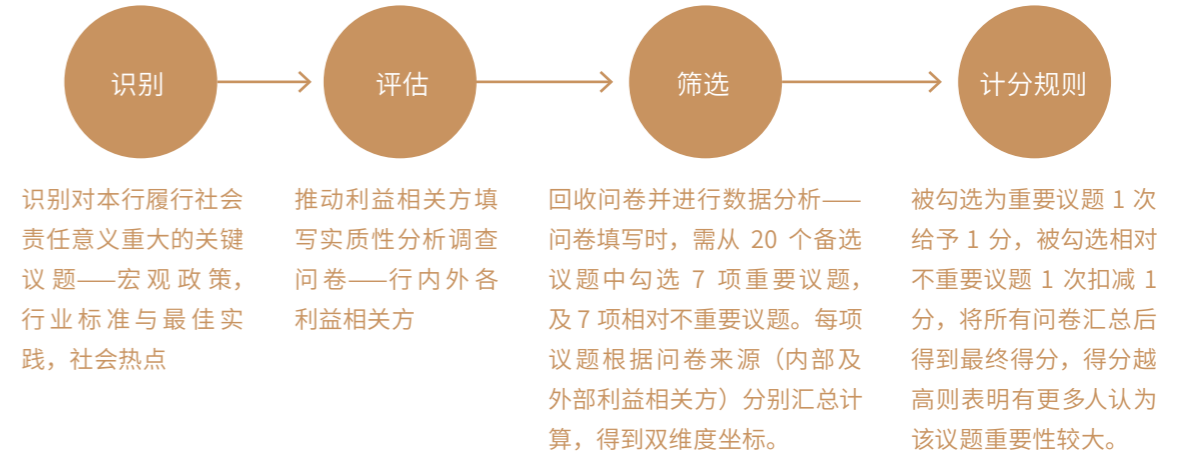 识别
评估
筛选
计分规则
识别对本行履行社会
责任意义重大的关键
议题——宏观政策，
行业标准与最佳实
践，社会热点
推动利益相关方填
写实质性分析调查
问卷——行内外各
利益相关方
回收问卷并进行数据分析——
问卷填写时，需从 20 个备选
议题中勾选 7 项重要议题，
及 7 项相对不重要议题。每项
议题根据问卷来源（内部及
外部利益相关方）分别汇总计
算，得到双维度坐标。
被勾选为重要议题 1 次
给予 1 分，被勾选相对
不重要议题 1 次扣减 1
分，将所有问卷汇总后
得到最终得分，得分越
高则表明有更多人认为
该议题重要性较大。